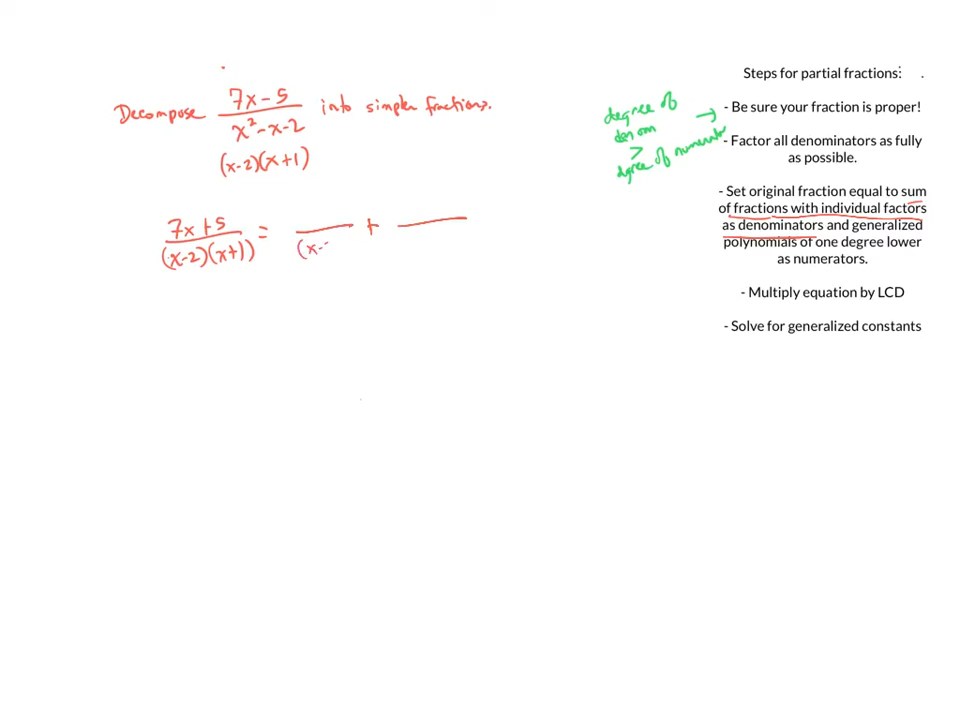 Steps for partial fractions:
Decompose 7x-5 / x²-x-2 into simpler fractions.
(x-2)(x+1)
degree of
denom
>
dgree of numerator
→ - Be sure your fraction is proper!
- Factor all denominators as fully
as possible.
- Set original fraction equal to sum
of fractions with individual factors
as denominators and generalized
polynomials of one degree lower
as numerators.
- Multiply equation by LCD
- Solve for generalized constants
7x+5 / (x-2)(x+1) = ___ + ___
(x-